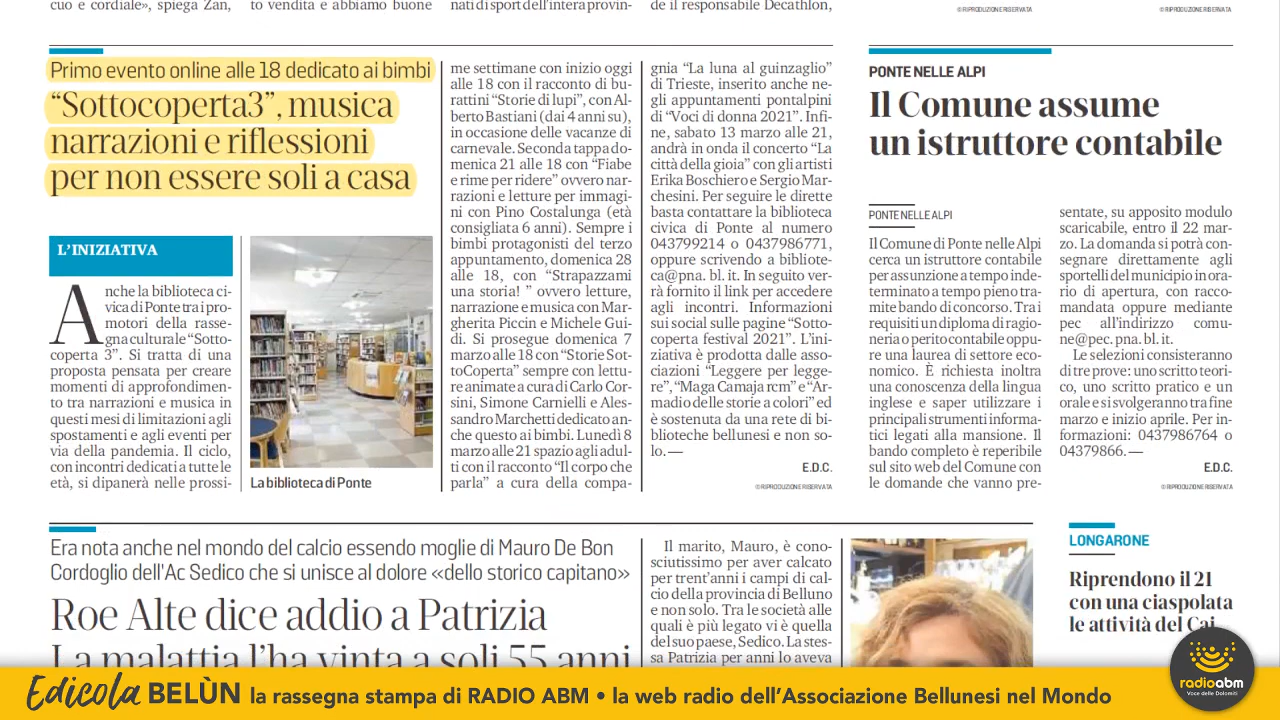 cuo e cordiale», spiega Zan,
to vendita e abbiamo buone
nati di sport dell'intera provin-
de il responsabile Decathlon,
© RIPRODUZIONE RISERVATA
© RIPRODUZIONE RISERVATA
Primo evento online alle 18 dedicato ai bimbi
“Sottocoperta3”, musica
narrazioni e riflessioni
per non essere soli a casa
L’INIZIATIVA
Anche la biblioteca ci-
vica di Ponte tra i pro-
motori della rasse-
gna culturale “Sotto-
coperta 3”. Si tratta di una
proposta pensata per creare
momenti di approfondimen-
to tra narrazioni e musica in
questi mesi di limitazioni agli
spostamenti e agli eventi per
via della pandemia. Il ciclo,
con incontri dedicati a tutte le
età, si dipanerà nelle prossi-
La biblioteca di Ponte
me settimane con inizio oggi
alle 18 con il racconto di bu-
rattini “Storie di lupi”, con Al-
berto Bastiani (dai 4 anni su),
in occasione delle vacanze di
carnevale. Seconda tappa do-
menica 21 alle 18 con “Fiabe
e rime per ridere” ovvero nar-
razioni e letture per immagi-
ni con Pino Costalunga (età
consigliata 6 anni). Sempre i
bimbi protagonisti del terzo
appuntamento, domenica 28
alle 18, con “Strapazzami
una storia! ” ovvero letture,
narrazione e musica con Mar-
gherita Piccin e Michele Gui-
di. Si prosegue domenica 7
marzo alle 18 con “Storie Sot-
toCoperta” sempre con lettu-
re animate a cura di Carlo Cor-
sini, Simone Carnielli e Ales-
sandro Marchetti dedicato an-
che questo ai bimbi. Lunedì 8
marzo alle 21 spazio agli adul-
ti con il racconto “Il corpo che
parla” a cura della compa-
gnia “La luna al guinzaglio”
di Trieste, inserito anche ne-
gli appuntamenti pontalpini
di “Voci di donna 2021”. Infi-
ne, sabato 13 marzo alle 21,
andrà in onda il concerto “La
città della gioia” con gli artisti
Erika Boschiero e Sergio Mar-
chesini. Per seguire le dirette
basta contattare la biblioteca
civica di Ponte al numero
043799214 o 0437986771,
oppure scrivendo a bibliote-
ca@pna. bl. it. In seguito ver-
rà fornito il link per accedere
agli incontri. Informazioni
sui social sulle pagine “Sotto-
coperta festival 2021”. L’ini-
ziativa è prodotta dalle asso-
ciazioni “Leggere per legge-
re”, “Maga Camaja rcm” e “Ar-
madio delle storie a colori” ed
è sostenuta da una rete di bi-
blioteche bellunesi e non so-
lo. —
E.D.C.
© RIPRODUZIONE RISERVATA
PONTE NELLE ALPI
Il Comune assume
un istruttore contabile
PONTE NELLE ALPI
Il Comune di Ponte nelle Alpi
cerca un istruttore contabile
per assunzione a tempo inde-
terminato a tempo pieno tra-
mite bando di concorso. Tra i
requisiti un diploma di ragio-
neria o perito contabile oppu-
re una laurea di settore eco-
nomico. È richiesta inoltra
una conoscenza della lingua
inglese e saper utilizzare i
principali strumenti informa-
tici legati alla mansione. Il
bando completo è reperibile
sul sito web del Comune con
le domande che vanno pre-
sentate, su apposito modulo
scaricabile, entro il 22 mar-
zo. La domanda si potrà con-
segnare direttamente agli
sportelli del municipio in ora-
rio di apertura, con racco-
mandata oppure mediante
pec all’indirizzo comu-
ne@pec. pna. bl. it.
Le selezioni consisteranno
di tre prove: uno scritto teori-
co, uno scritto pratico e un
orale e si svolgeranno tra fine
marzo e inizio aprile. Per in-
formazioni: 0437986764 o
04379866. —
E.D.C.
© RIPRODUZIONE RISERVATA
Era nota anche nel mondo del calcio essendo moglie di Mauro De Bon
Cordoglio dell'Ac Sedico che si unisce al dolore «dello storico capitano»
Roe Alte dice addio a Patrizia
La malattia l’ha vinta a soli 55 anni
Il marito, Mauro, è cono-
sciutissimo per aver calcato
per trent’anni i campi di cal-
cio della provincia di Belluno
e non solo. Tra le società alle
quali è più legato vi è quella
del suo paese, Sedico. La stes-
sa Patrizia per anni lo aveva
LONGARONE
Riprendono il 21
con una ciaspolata
le attività del Cai
Edicola BELÙN la rassegna stampa di RADIO ABM • la web radio dell’Associazione Bellunesi nel Mondo
radioabm
Voce delle Dolomiti